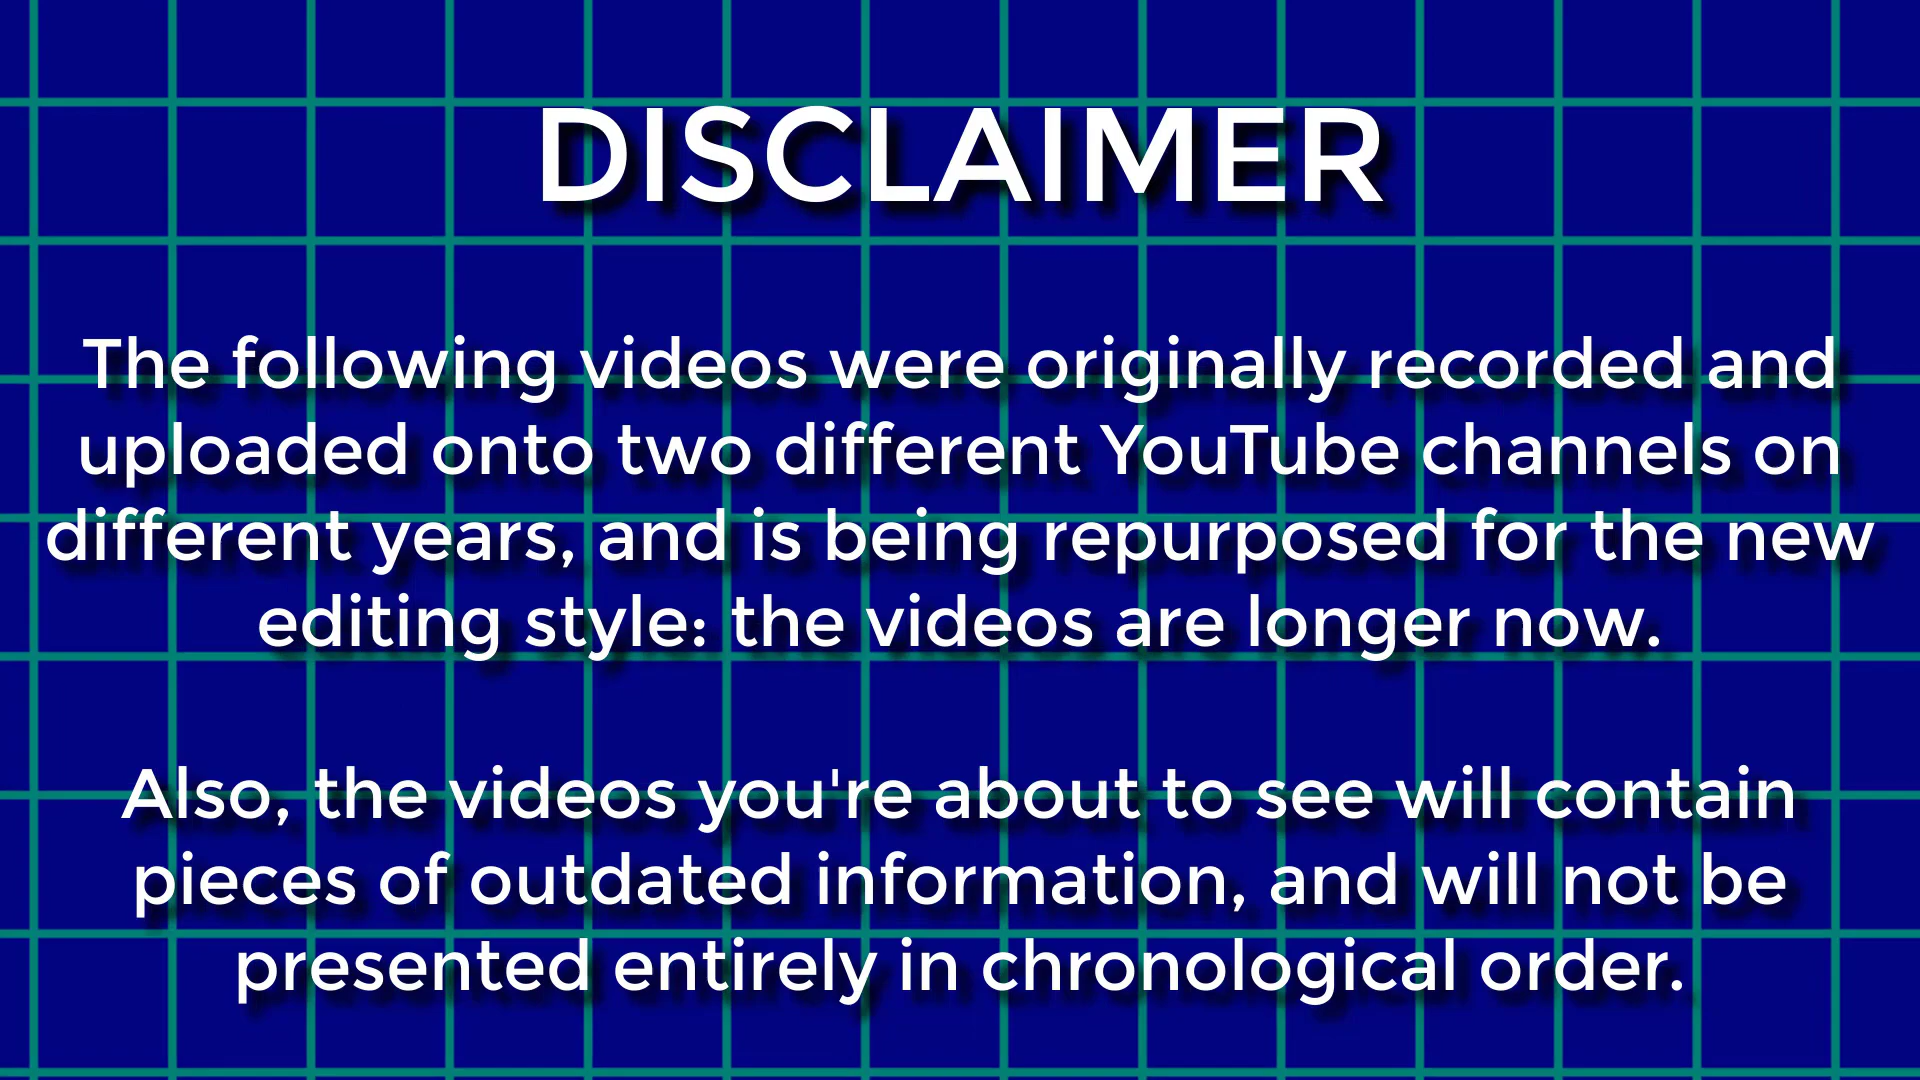 DISCLAIMER
The following videos were originally recorded and
uploaded onto two different YouTube channels on
different years, and is being repurposed for the new
editing style: the videos are longer now.
Also, the videos you're about to see will contain
pieces of outdated information, and will not be
presented entirely in chronological order.